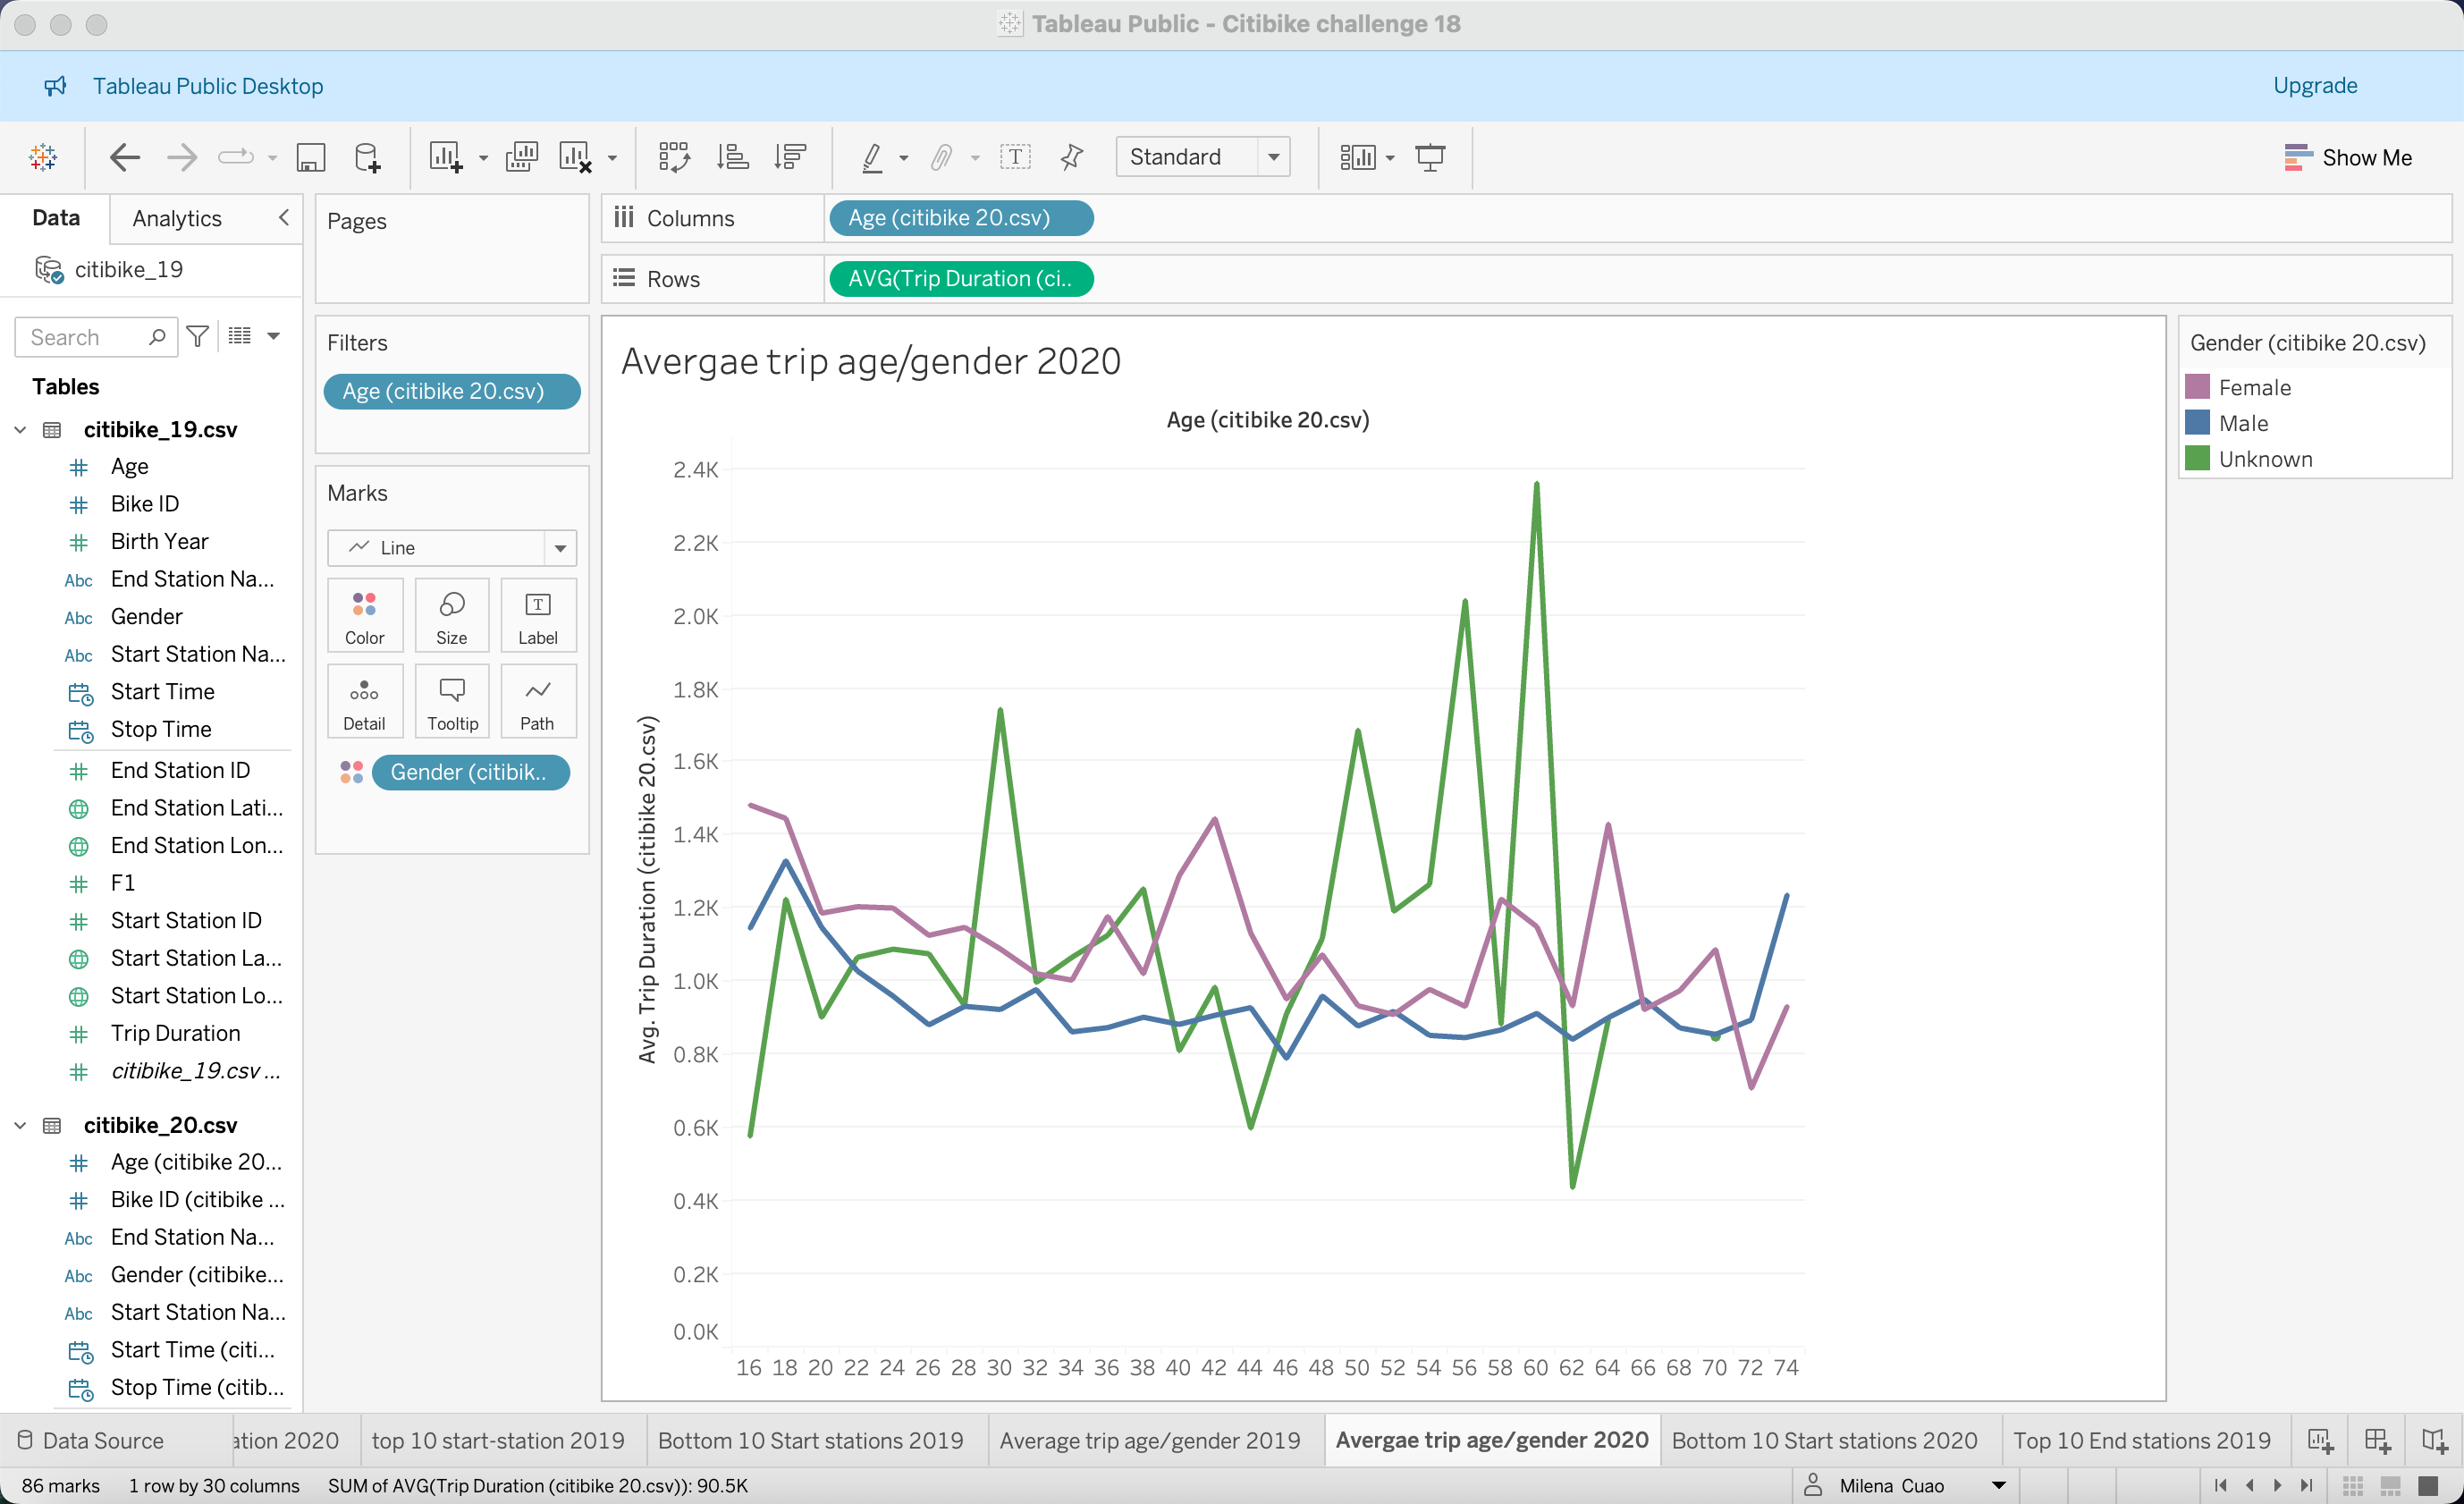 Tableau Public - Citibike challenge 18
Tableau Public Desktop
Upgrade
Standard
Show Me
Data
Analytics
citibike_19
Search
Tables
citibike_19.csv
Age
Bike ID
Birth Year
End Station Na...
Gender
Start Station Na...
Start Time
Stop Time
End Station ID
End Station Lati...
End Station Lon...
F1
Start Station ID
Start Station La...
Start Station Lo...
Trip Duration
citibike_19.csv ...
citibike_20.csv
Age (citibike 20...
Bike ID (citibike ...
End Station Na...
Gender (citibike...
Start Station Na...
Start Time (citi...
Stop Time (citib...
Abc
Abc
Abc
Abc
Abc
Abc
Pages
Filters
Age (citibike 20.csv)
Marks
Line
Color
Size
Label
Detail
Tooltip
Path
Gender (citibik..
Columns
Age (citibike 20.csv)
Rows
AVG(Trip Duration (ci..
Avergae trip age/gender 2020
Age (citibike 20.csv)
Avg. Trip Duration (citibike 20.csv)
2.4K
2.2K
2.0K
1.8K
1.6K
1.4K
1.2K
1.0K
0.8K
0.6K
0.4K
0.2K
0.0K
16 18 20 22 24 26 28 30 32 34 36 38 40 42 44 46 48 50 52 54 56 58 60 62 64 66 68 70 72 74
Gender (citibike 20.csv)
Female
Male
Unknown
Data Source
ation 2020
top 10 start-station 2019
Bottom 10 Start stations 2019
Average trip age/gender 2019
Avergae trip age/gender 2020
Bottom 10 Start stations 2020
Top 10 End stations 2019
86 marks
1 row by 30 columns
SUM of AVG(Trip Duration (citibike 20.csv)): 90.5K
Milena Cuao